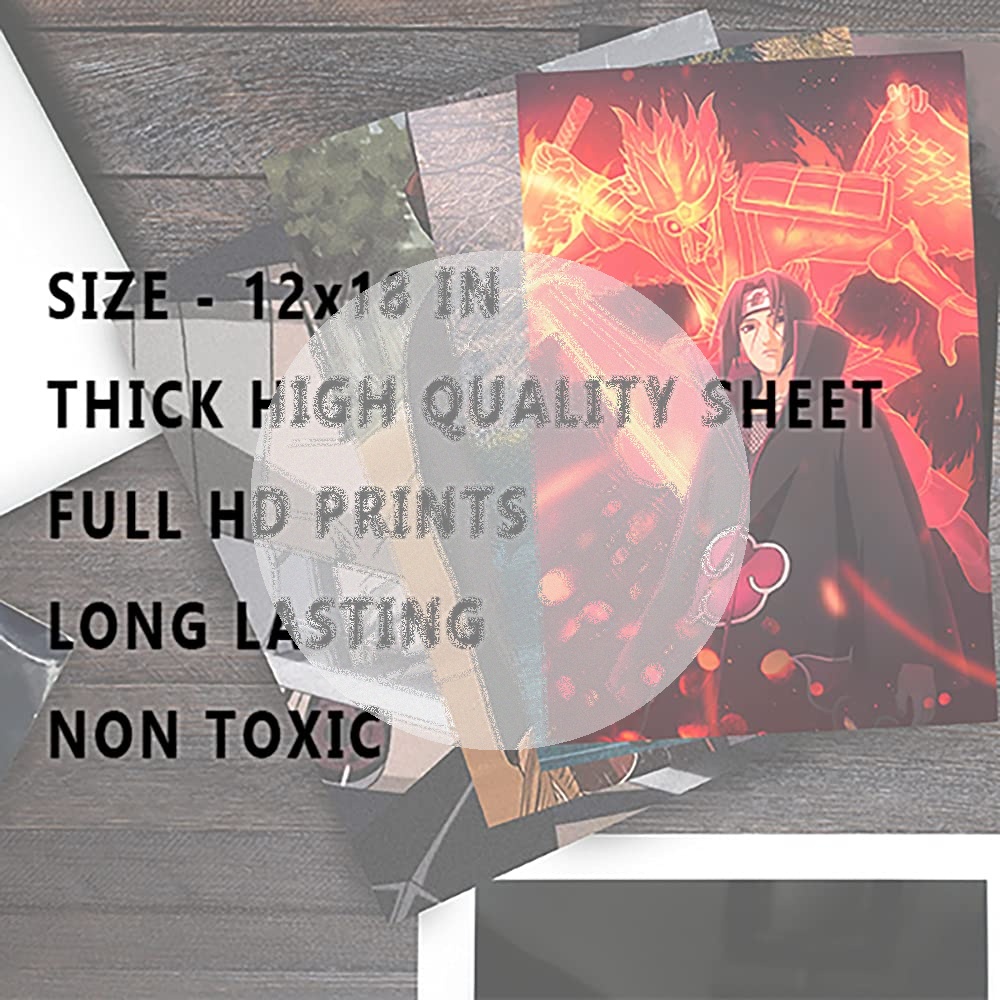 SIZE - 12x18 IN
THICK HIGH QUALITY SHEET
FULL HD PRINTS
LONG LASTING
NON TOXIC